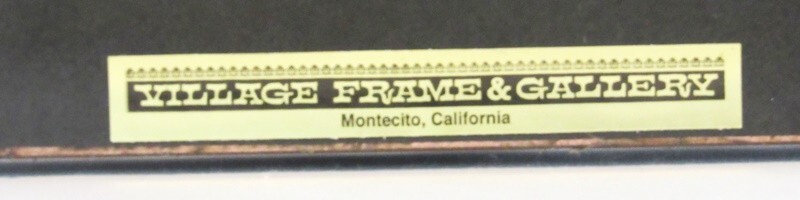 VILLAGE FRAME & GALLERY
Montecito, California